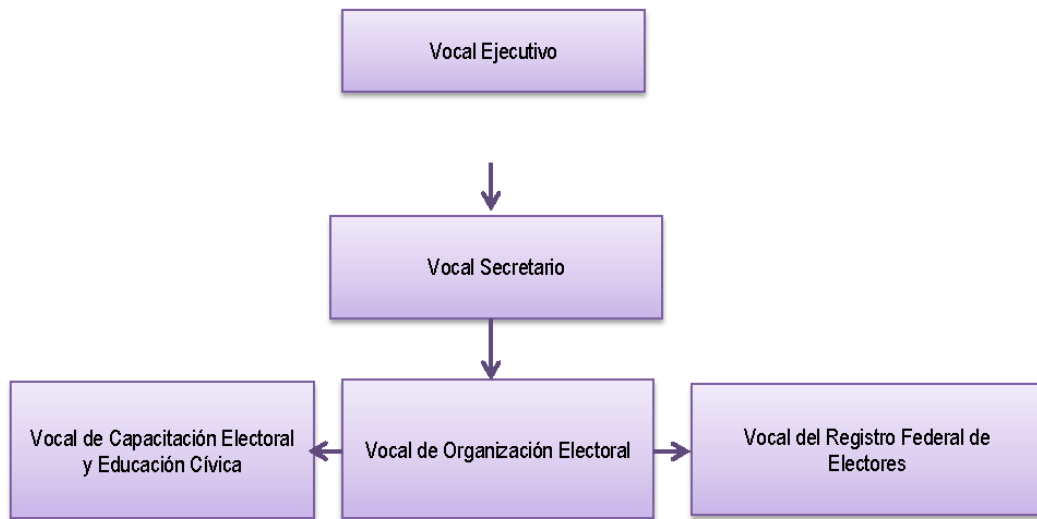 Vocal Ejecutivo
Vocal Secretario
Vocal de Capacitación Electoral
y Educación Cívica
Vocal de Organización Electoral
Vocal del Registro Federal de
Electores